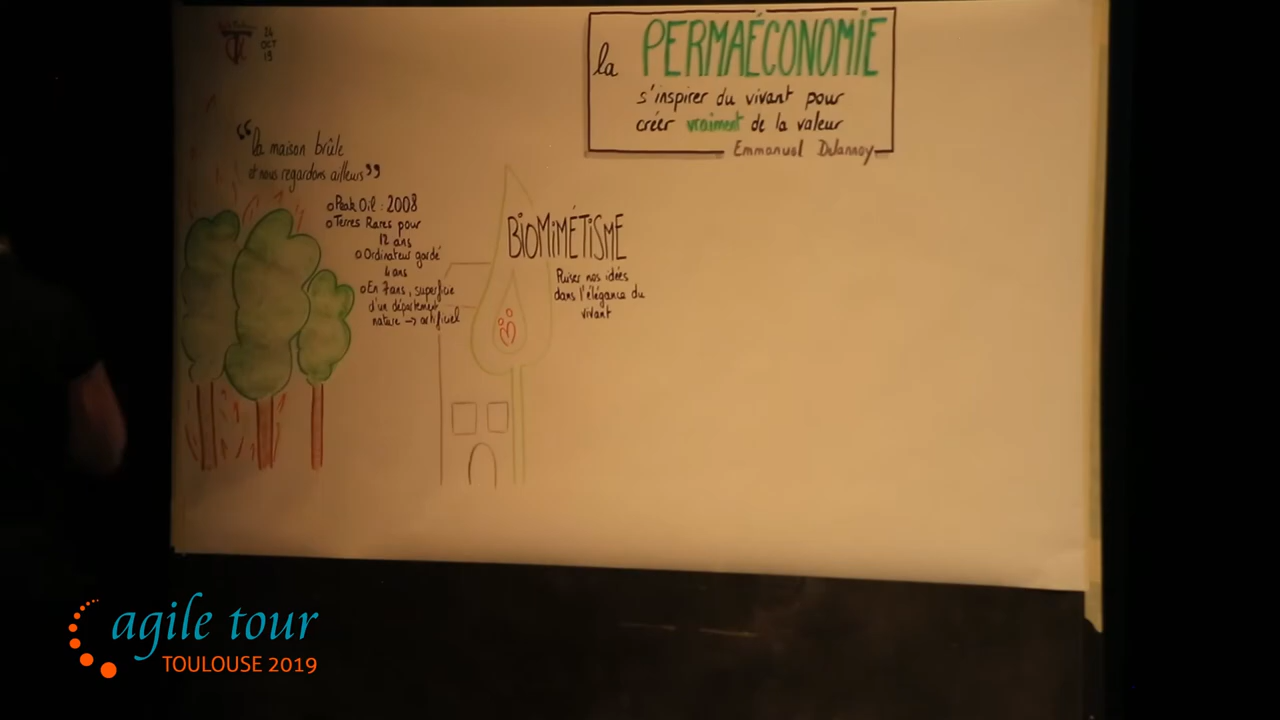 24
OCT
19
la PERMAÉCONOMIE
s'inspirer du vivant pour
créer vraiment de la valeur
Emmanuel Delannoy
“la maison brûle
et nous regardons ailleurs”
o Peak Oil : 2008
o Terres Rares pour
12 ans
o Ordinateur gardé
4 ans
o En 7 ans, superficie
d'un département
nature → artificiel
BIOMIMÉTISME
Puiser nos idées
dans l'élégance du
vivant
agile tour
TOULOUSE 2019